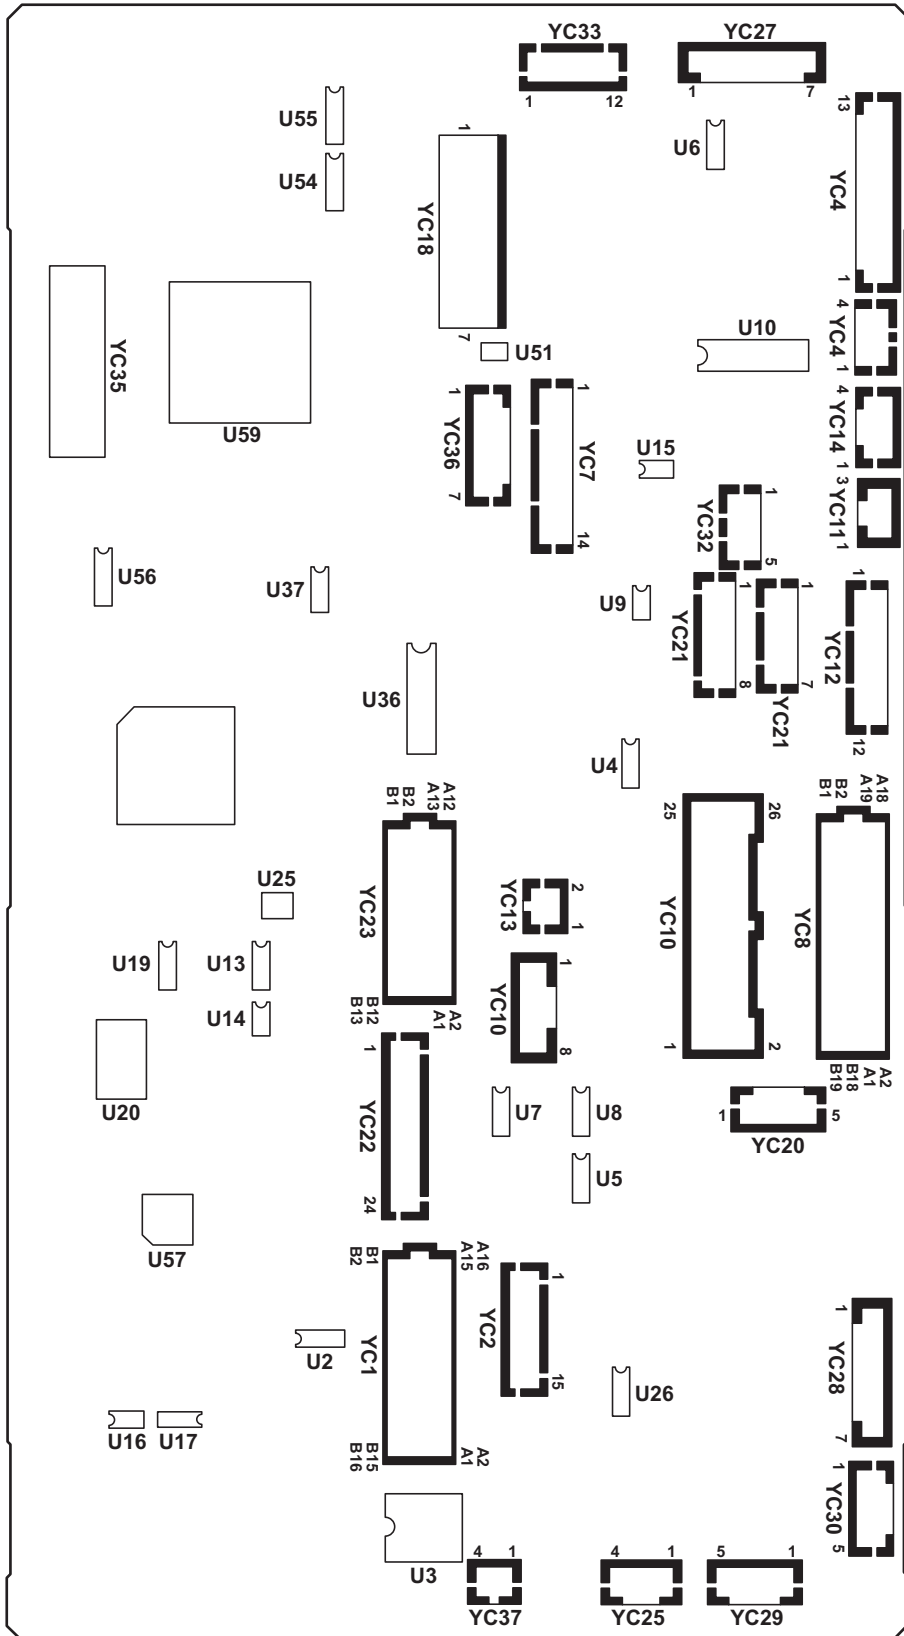 YC33
YC27
1
12
1
7
U55
U54
U6
13
YC4
1
1
YC18
7
YC35
U59
U51
U10
4
YC4
1
1
YC36
7
1
YC7
14
U15
4
YC14
1
3
YC11
1
1
YC32
5
U56
U37
U9
1
YC21
8
1
YC21
7
1
YC12
12
U36
U4
B1
B2
A13
A12
YC23
B13
B12
A1
A2
25
26
YC10
1
2
B1
B2
A19
A18
YC8
B19
B18
A1
A2
U25
2
YC13
1
U19
U13
U14
1
YC10
8
U20
1
YC22
24
U7
U8
U5
1
5
YC20
U57
B2
B1
A15
A16
YC1
B16
B15
A1
A2
1
YC2
15
U2
U26
1
YC28
7
U16
U17
1
YC30
5
U3
4
1
YC37
4
1
YC25
5
1
YC29